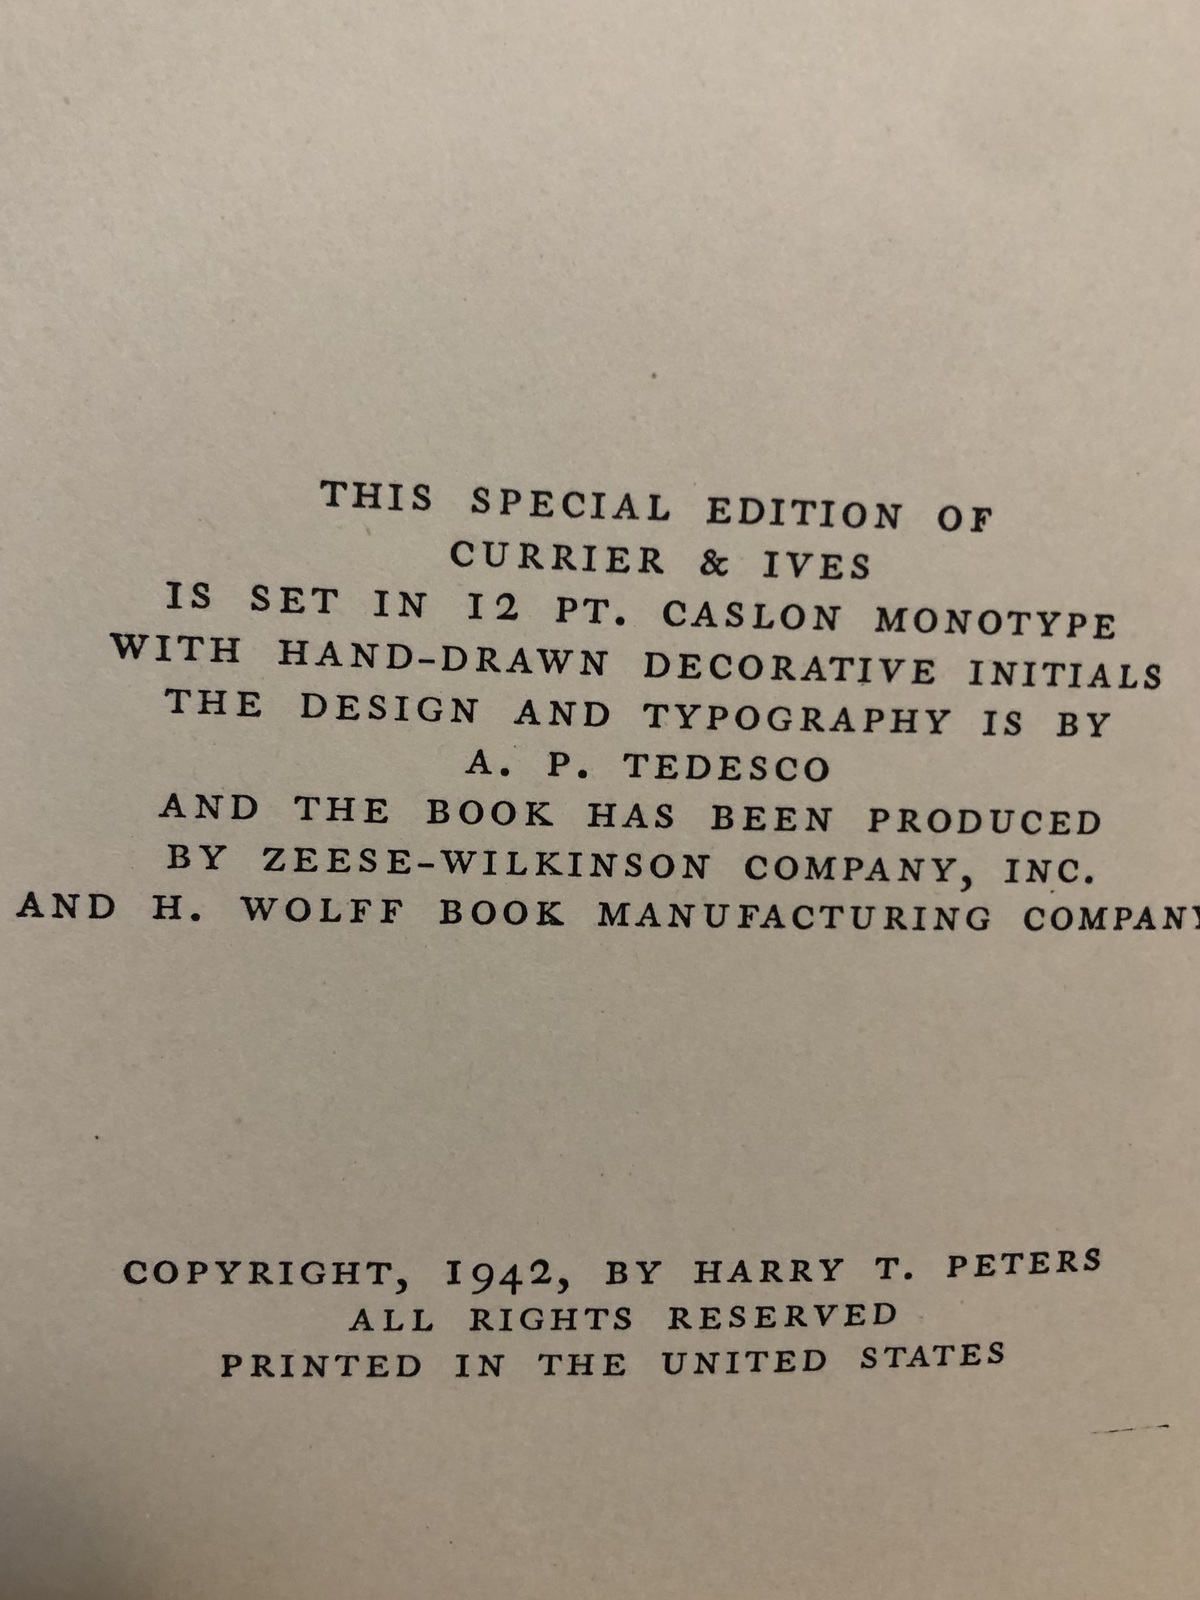 THIS SPECIAL EDITION OF
CURRIER & IVES
IS SET IN 12 PT. CASLON MONOTYPE
WITH HAND-DRAWN DECORATIVE INITIALS
THE DESIGN AND TYPOGRAPHY IS BY
A. P. TEDESCO
AND THE BOOK HAS BEEN PRODUCED
BY ZEESE-WILKINSON COMPANY, INC.
AND H. WOLFF BOOK MANUFACTURING COMPANY
COPYRIGHT, 1942, BY HARRY T. PETERS
ALL RIGHTS RESERVED
PRINTED IN THE UNITED STATES